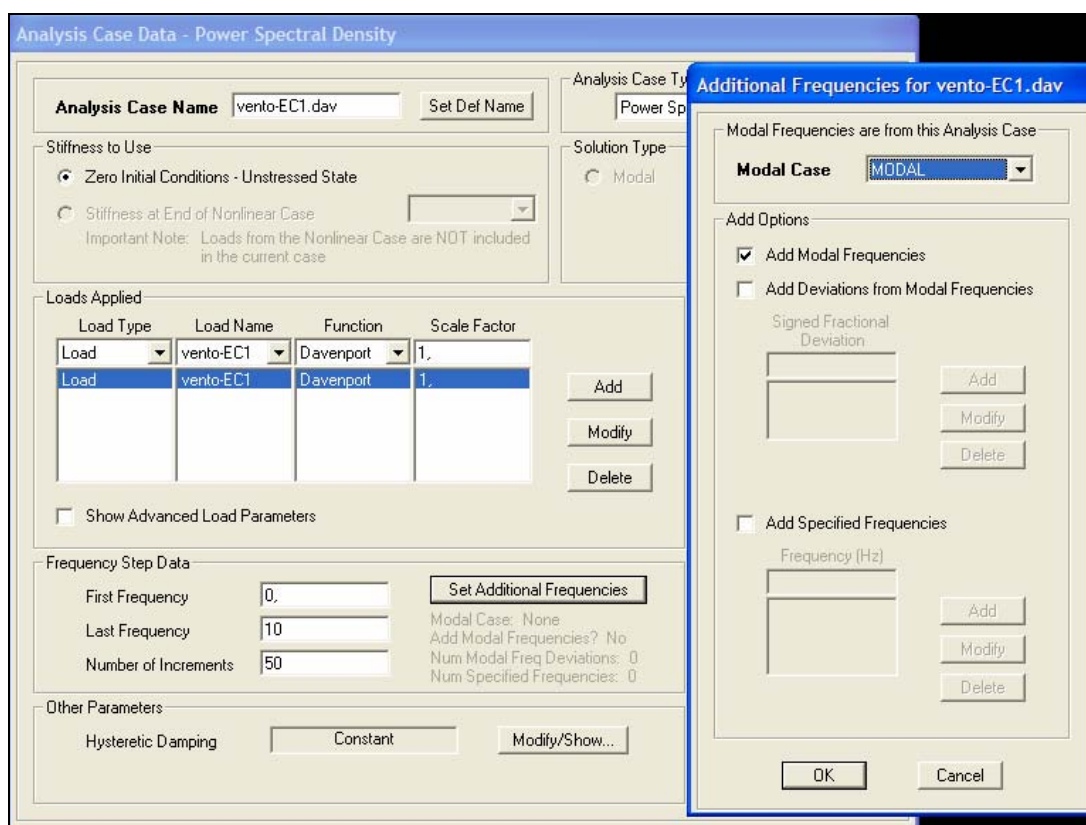 Analysis Case Data - Power Spectral Density
Analysis Case Name
vento-EC1.dav
Set Def Name
Analysis Case Ty
Power Sp
Stiffness to Use
Zero Initial Conditions - Unstressed State
Stiffness at End of Nonlinear Case
Important Note: Loads from the Nonlinear Case are NOT included
in the current case
Solution Type
Modal
Loads Applied
Load Type Load Name Function Scale Factor
Load vento-EC1 Davenport 1,
Load vento-EC1 Davenport 1,
Add
Modify
Delete
Show Advanced Load Parameters
Frequency Step Data
First Frequency 0,
Last Frequency 10
Number of Increments 50
Set Additional Frequencies
Modal Case: None
Add Modal Frequencies? No
Num Modal Freq Deviations: 0
Num Specified Frequencies: 0
Other Parameters
Hysteretic Damping Constant Modify/Show...
Additional Frequencies for vento-EC1.dav
Modal Frequencies are from this Analysis Case
Modal Case MODAL
Add Options
Add Modal Frequencies
Add Deviations from Modal Frequencies
Signed Fractional
Deviation
Add
Modify
Delete
Add Specified Frequencies
Frequency (Hz)
Add
Modify
Delete
OK Cancel